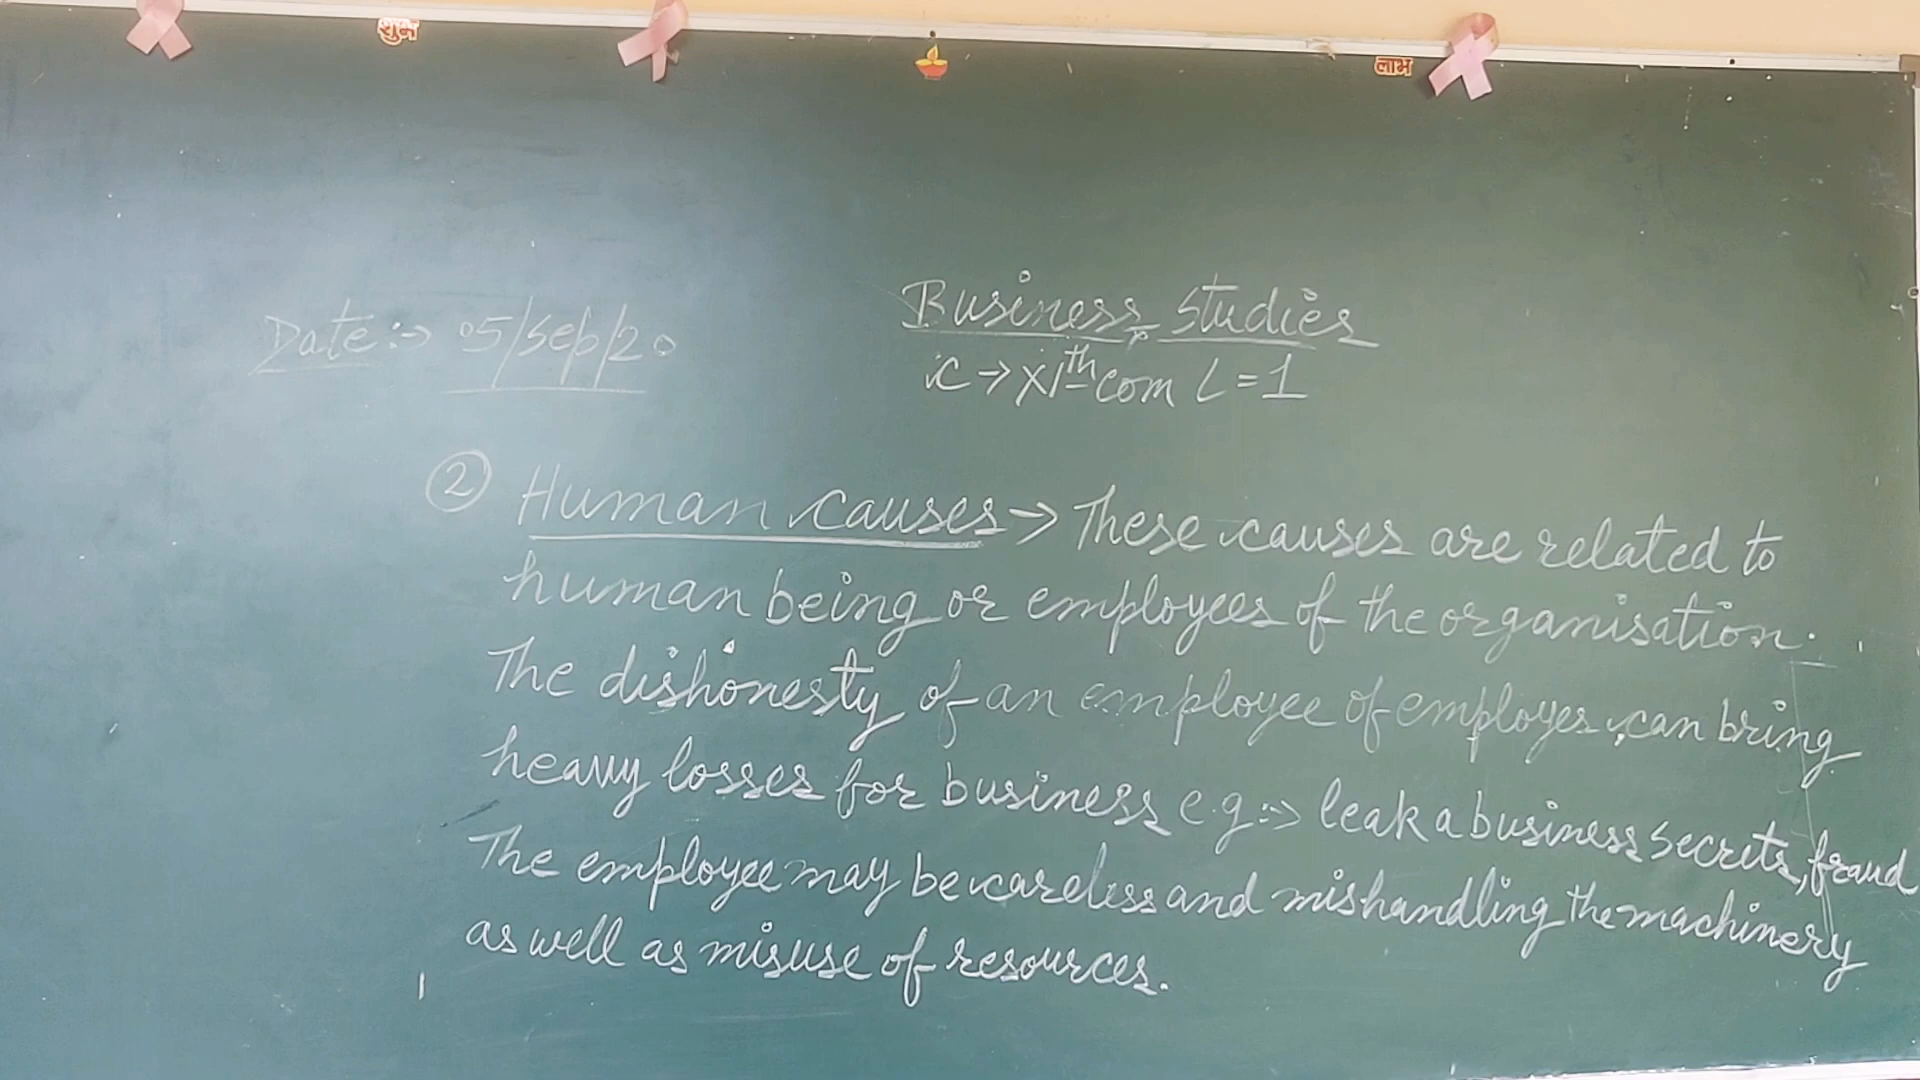 शुभ
लाभ
Date:-> 05/Sep/20
Business Studies
C -> XIth Com L = 1
② Human causes -> These causes are related to
human being or employees of the organisation.
The dishonesty of an employee of employer can bring
heavy losses for business e.g:-> leak a business secrets, fraud
The employee may be careless and mishandling the machinery
as well as misuse of resources.